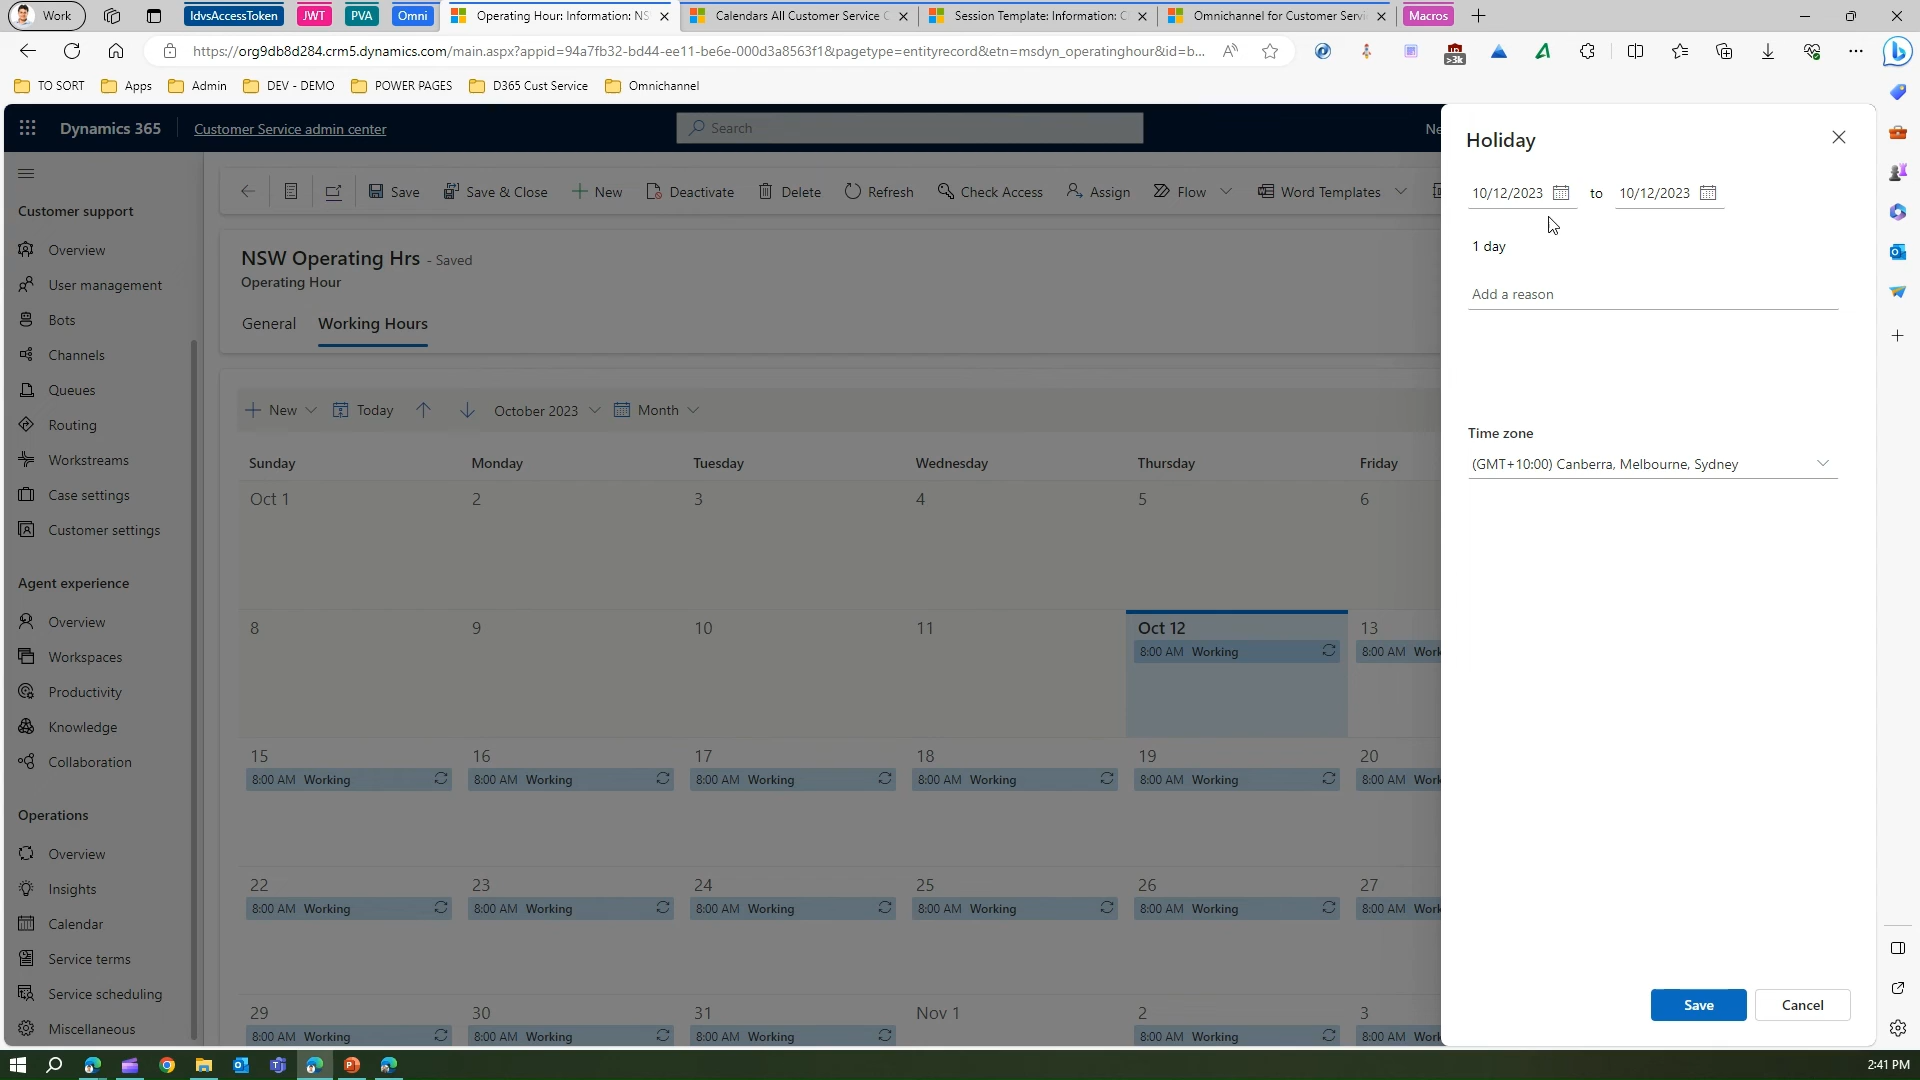 Work
IdvsAccessToken
JWT
PVA
Omni
Operating Hour: Information: NS
Calendars All Customer Service C
Session Template: Information: C
Omnichannel for Customer Servi
Macros
https://org9db8d284.crm5.dynamics.com/main.aspx?appid=94a7fb32-bd44-ee11-be6e-000d3a8563f1&pagetype=entityrecord&etn=msdyn_operatinghour&id=b...
>3k
TO SORT
Apps
Admin
DEV - DEMO
POWER PAGES
D365 Cust Service
Omnichannel
Dynamics 365
Customer Service admin center
Search
Ne
Save
Save & Close
New
Deactivate
Delete
Refresh
Check Access
Assign
Flow
Word Templates
Customer support
Overview
User management
Bots
Channels
Queues
Routing
Workstreams
Case settings
Customer settings
Agent experience
Overview
Workspaces
Productivity
Knowledge
Collaboration
Operations
Overview
Insights
Calendar
Service terms
Service scheduling
Miscellaneous
NSW Operating Hrs - Saved
Operating Hour
General
Working Hours
New
Today
October 2023
Month
Sunday Monday Tuesday Wednesday Thursday Friday
Oct 1 2 3 4 5 6
8 9 10 11 Oct 12 13
8:00 AM Working 8:00 AM Work
15 16 17 18 19 20
8:00 AM Working 8:00 AM Working 8:00 AM Working 8:00 AM Working 8:00 AM Working 8:00 AM Work
22 23 24 25 26 27
8:00 AM Working 8:00 AM Working 8:00 AM Working 8:00 AM Working 8:00 AM Working 8:00 AM Work
29 30 31 Nov 1 2 3
8:00 AM Working 8:00 AM Working 8:00 AM Working 8:00 AM Working 8:00 AM Work
Holiday
10/12/2023 to 10/12/2023
1 day
Add a reason
Time zone
(GMT+10:00) Canberra, Melbourne, Sydney
Save
Cancel
2:41 PM